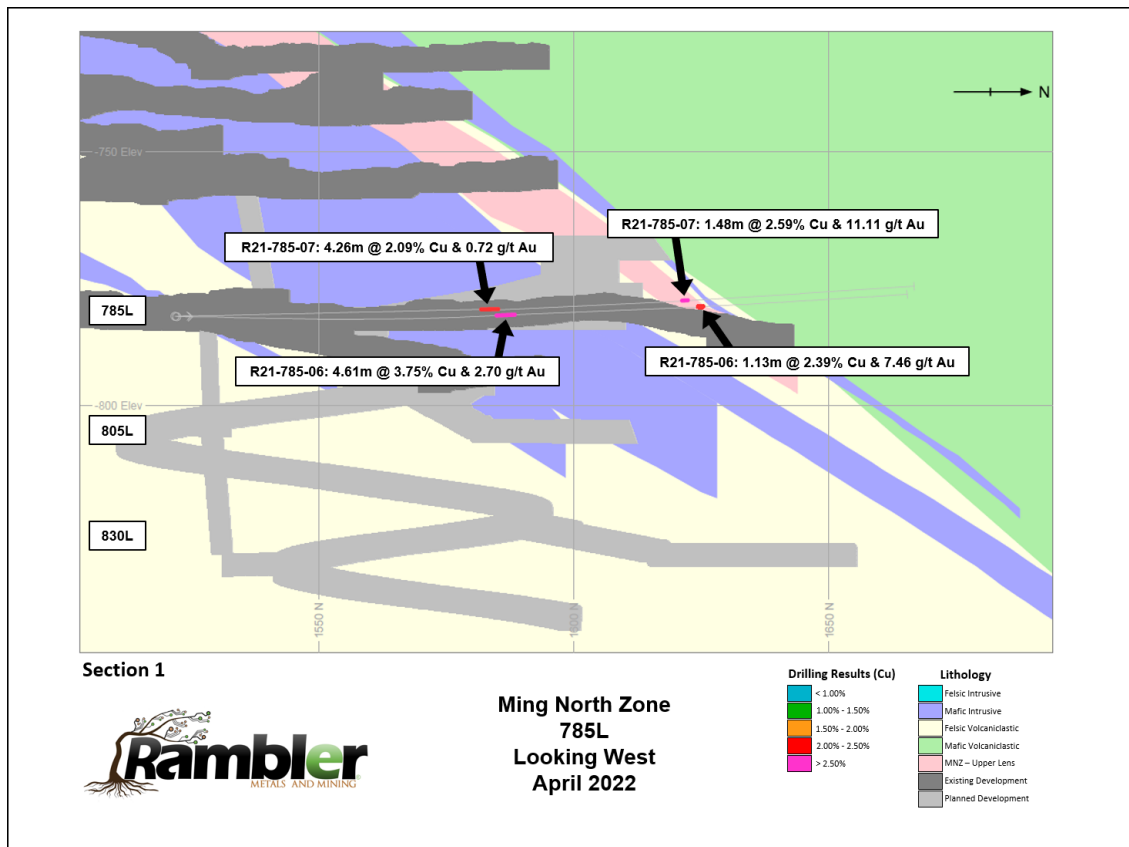 N
-750 Elev
R21-785-07: 1.48m @ 2.59% Cu & 11.11 g/t Au
R21-785-07: 4.26m @ 2.09% Cu & 0.72 g/t Au
785L
R21-785-06: 1.13m @ 2.39% Cu & 7.46 g/t Au
R21-785-06: 4.61m @ 3.75% Cu & 2.70 g/t Au
-800 Elev
805L
830L
1550 N
1600 N
1650 N
Section 1
Rambler
METALS AND MINING
Ming North Zone
785L
Looking West
April 2022
Drilling Results (Cu)
< 1.00%
1.00% - 1.50%
1.50% - 2.00%
2.00% - 2.50%
> 2.50%
Lithology
Felsic Intrusive
Mafic Intrusive
Felsic Volcaniclastic
Mafic Volcaniclastic
MNZ – Upper Lens
Existing Development
Planned Development